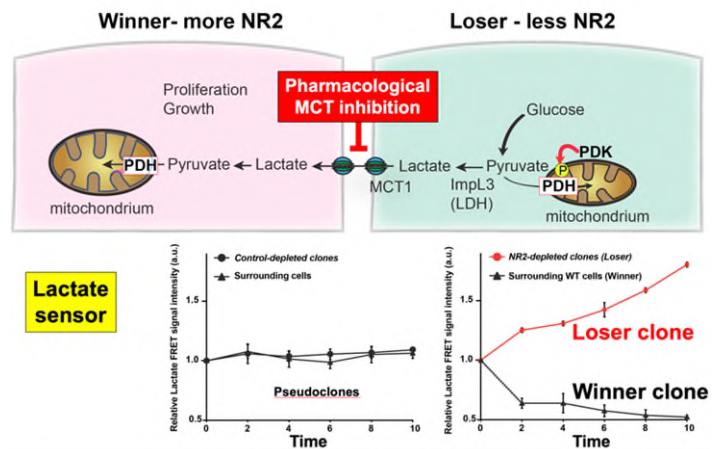 Winner- more NR2
Loser - less NR2
Proliferation
Growth
Pharmacological
MCT inhibition
Glucose
PDH
Pyruvate
Lactate
MCT1
Lactate
ImpL3
(LDH)
Pyruvate
P
PDK
PDH
mitochondrium
mitochondrium
Lactate
sensor
Relative Lactate FRET signal intensity (a.u.)
Control-depleted clones
Surrounding cells
1.5
1.0
0.5
Pseudoclones
0 2 4 6 8 10
Time
Relative Lactate FRET signal intensity (a.u.)
NR2-depleted clones (Loser)
Surrounding WT cells (Winner)
1.5
1.0
0.5
Loser clone
Winner clone
0 2 4 6 8 10
Time